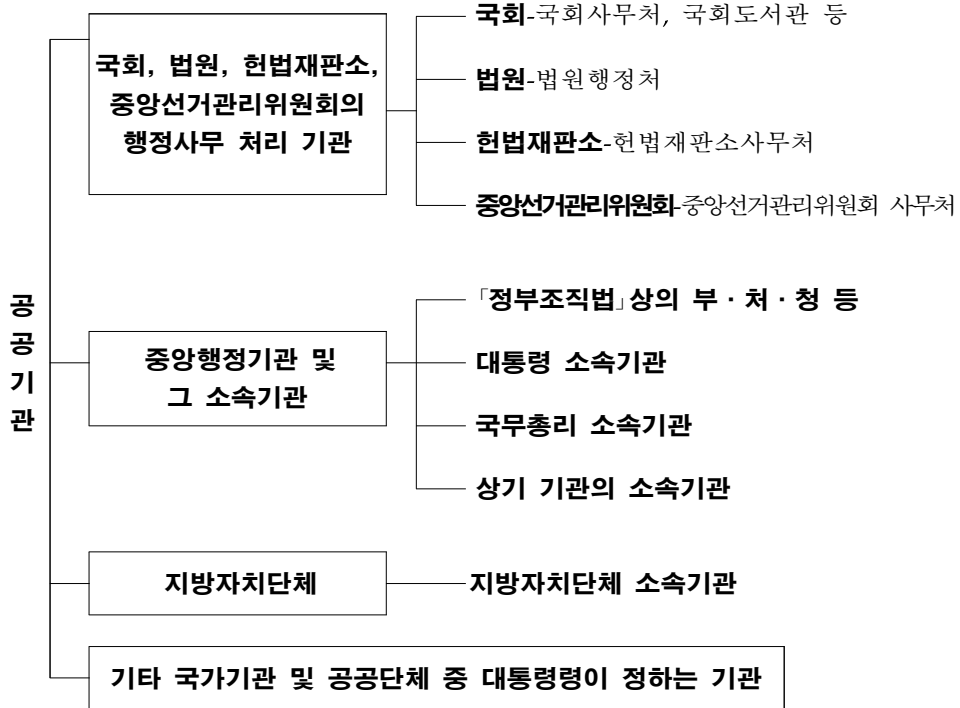 공공기관
국회, 법원, 헌법재판소,
중앙선거관리위원회의
행정사무 처리 기관
국회-국회사무처, 국회도서관 등
법원-법원행정처
헌법재판소-헌법재판소사무처
중앙선거관리위원회-중앙선거관리위원회 사무처
중앙행정기관 및
그 소속기관
「정부조직법」상의 부·처·청 등
대통령 소속기관
국무총리 소속기관
상기 기관의 소속기관
지방자치단체
지방자치단체 소속기관
기타 국가기관 및 공공단체 중 대통령령이 정하는 기관